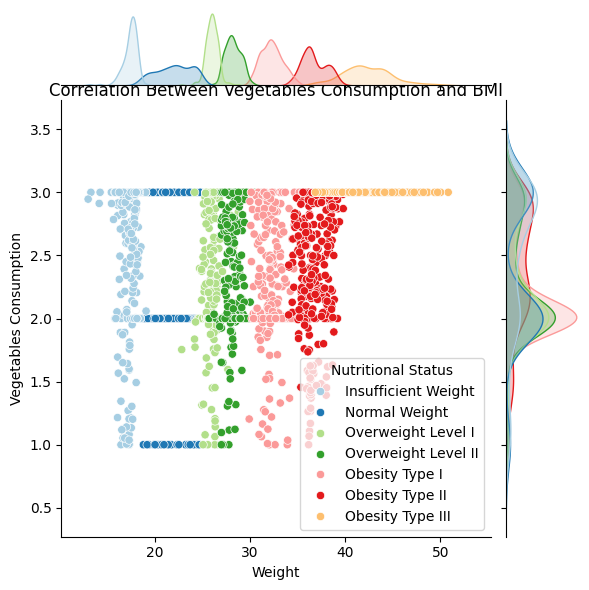 Correlation Between Vegetables Consumption and BMI
3.5
3.0
2.5
2.0
1.5
1.0
0.5
Vegetables Consumption
Nutritional Status
Insufficient Weight
Normal Weight
Overweight Level I
Overweight Level II
Obesity Type I
Obesity Type II
Obesity Type III
20
30
40
50
Weight